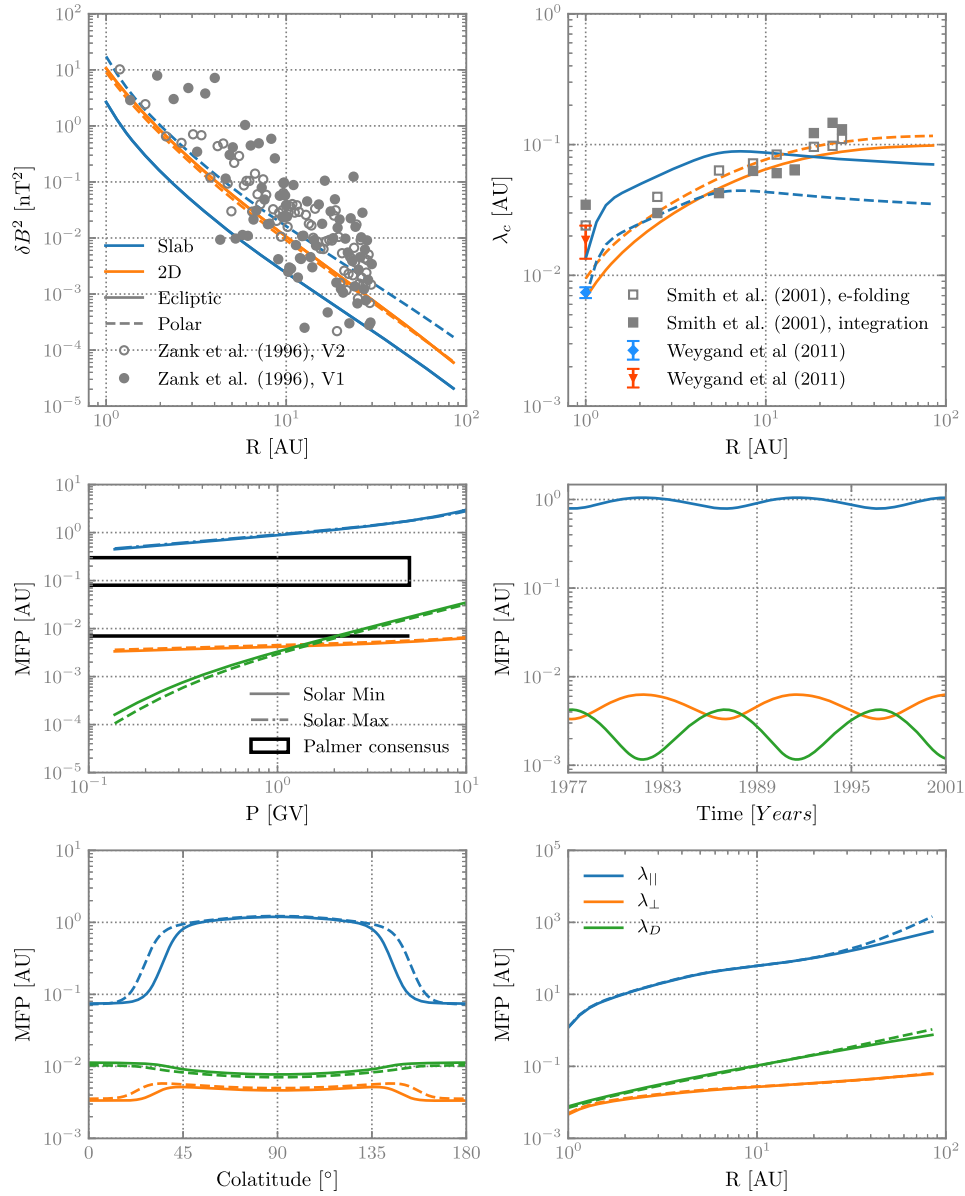 10²
10¹
10⁰
10⁻¹
10⁻²
10⁻³
10⁻⁴
10⁻⁵
δB² [nT²]
Slab
2D
Ecliptic
Polar
Zank et al. (1996), V2
Zank et al. (1996), V1
10⁰ 10¹ 10²
R [AU]
10⁰
10⁻¹
10⁻²
10⁻³
λc [AU]
Smith et al. (2001), e-folding
Smith et al. (2001), integration
Weygand et al (2011)
Weygand et al (2011)
10⁰ 10¹ 10²
R [AU]
10¹
10⁰
10⁻¹
10⁻²
10⁻³
10⁻⁴
10⁻⁵
MFP [AU]
Solar Min
Solar Max
Palmer consensus
10⁻¹ 10⁰ 10¹
P [GV]
10⁰
10⁻¹
10⁻²
10⁻³
MFP [AU]
1977 1983 1989 1995 2001
Time [Years]
10¹
10⁰
10⁻¹
10⁻²
10⁻³
MFP [AU]
0 45 90 135 180
Colatitude [°]
10⁵
10³
10¹
10⁻¹
10⁻³
MFP [AU]
λ||
λ⊥
λD
10⁰ 10¹ 10²
R [AU]